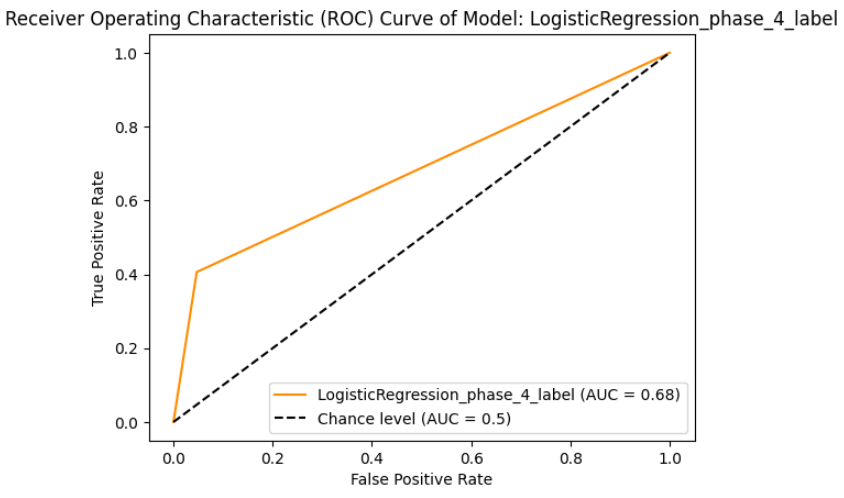 Receiver Operating Characteristic (ROC) Curve of Model: LogisticRegression_phase_4_label
1.0
0.8
0.6
0.4
0.2
0.0
True Positive Rate
LogisticRegression_phase_4_label (AUC = 0.68)
Chance level (AUC = 0.5)
0.0 0.2 0.4 0.6 0.8 1.0
False Positive Rate